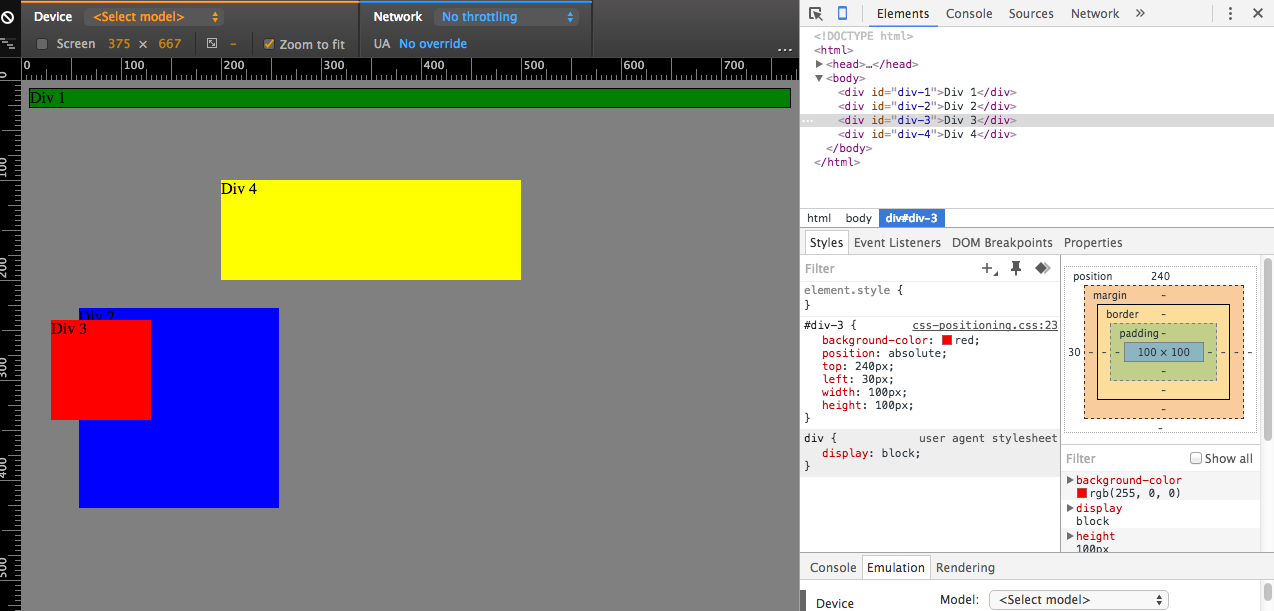 Device <Select model> Network No throttling
Screen 375 × 667 – Zoom to fit UA No override ...
0 100 200 300 400 500 600 700
0
100
200
300
400
500
Div 1
Div 4
Div 2
Div 3
Elements Console Sources Network »
<!DOCTYPE html>
<html>
<head>…</head>
<body>
<div id="div-1">Div 1</div>
<div id="div-2">Div 2</div>
... <div id="div-3">Div 3</div>
<div id="div-4">Div 4</div>
</body>
</html>
html body div#div-3
Styles Event Listeners DOM Breakpoints Properties
Filter
element.style {
}
#div-3 { css-positioning.css:23
background-color: red;
position: absolute;
top: 240px;
left: 30px;
width: 100px;
height: 100px;
}
div { user agent stylesheet
display: block;
}
position 240
margin –
border –
padding –
30 – – – 100 × 100 – – – –
–
–
–
–
Filter Show all
background-color
rgb(255, 0, 0)
display
block
height
100px
Console Emulation Rendering
Device Model: <Select model>